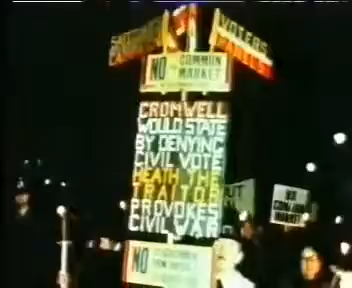 VOTERS
NO COMMON
MARKET
CROMWELL
WOULD STATE
BY DENYING
CIVIL VOTE
DEATH THE
TRAITOR
PROVOKES
CIVIL WAR
NO
NO
COMMON
MARKET